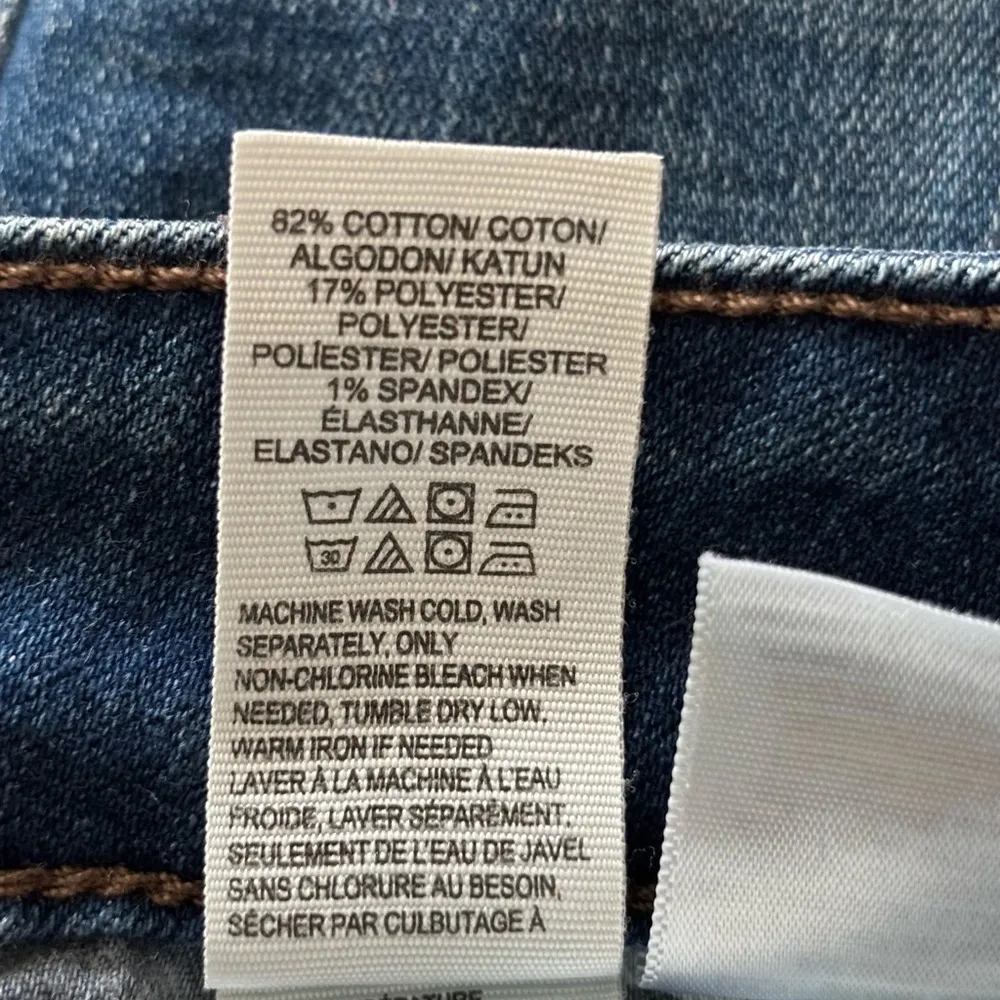 82% COTTON/ COTON/
ALGODON/ KATUN
17% POLYESTER/
POLYESTER/
POLÍESTER/ POLIESTER
1% SPANDEX/
ÉLASTHANNE/
ELASTANO/ SPANDEKS
30
MACHINE WASH COLD, WASH
SEPARATELY, ONLY
NON-CHLORINE BLEACH WHEN
NEEDED, TUMBLE DRY LOW.
WARM IRON IF NEEDED
LAVER À LA MACHINE À L'EAU
FROIDE, LAVER SÉPARÉMENT.
SEULEMENT DE L'EAU DE JAVEL
SANS CHLORURE AU BESOIN,
SÉCHER PAR CULBUTAGE À